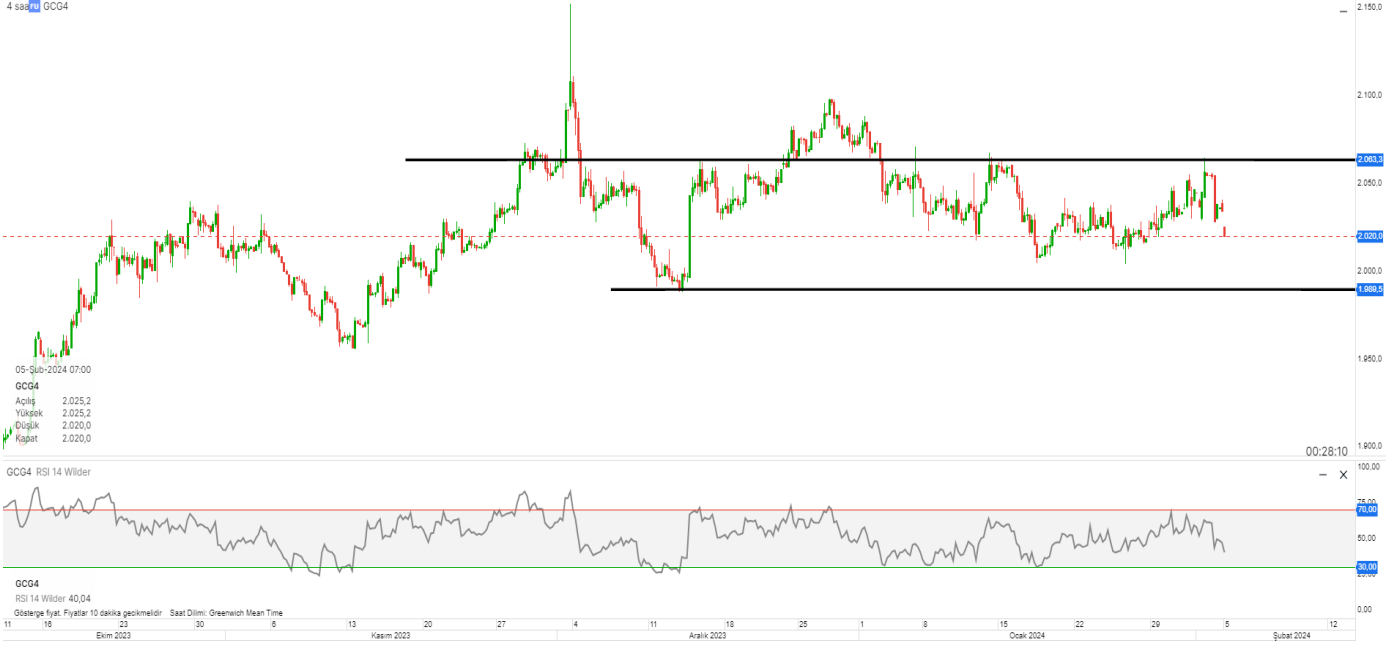 4 saa ru GCG4
2.150,0
2.100,0
2.063,3
2.050,0
2.020,0
2.000,0
1.989,5
1.950,0
1.900,0
05-Şub-2024 07:00
GCG4
Açılış 2.025,2
Yüksek 2.025,2
Düşük 2.020,0
Kapat 2.020,0
00:28:10
GCG4 RSI 14 Wilder
100,00
75,00
70,00
50,00
30,00
25,00
0,00
GCG4
RSI 14 Wilder 40,04
Gösterge fiyat. Fiyatlar 10 dakika gecikmelidir Saat Dilimi: Greenwich Mean Time
11 16 23 30 6 13 20 27 4 11 18 25 1 8 15 22 29 5 12
Ekim 2023 Kasım 2023 Aralık 2023 Ocak 2024 Şubat 2024